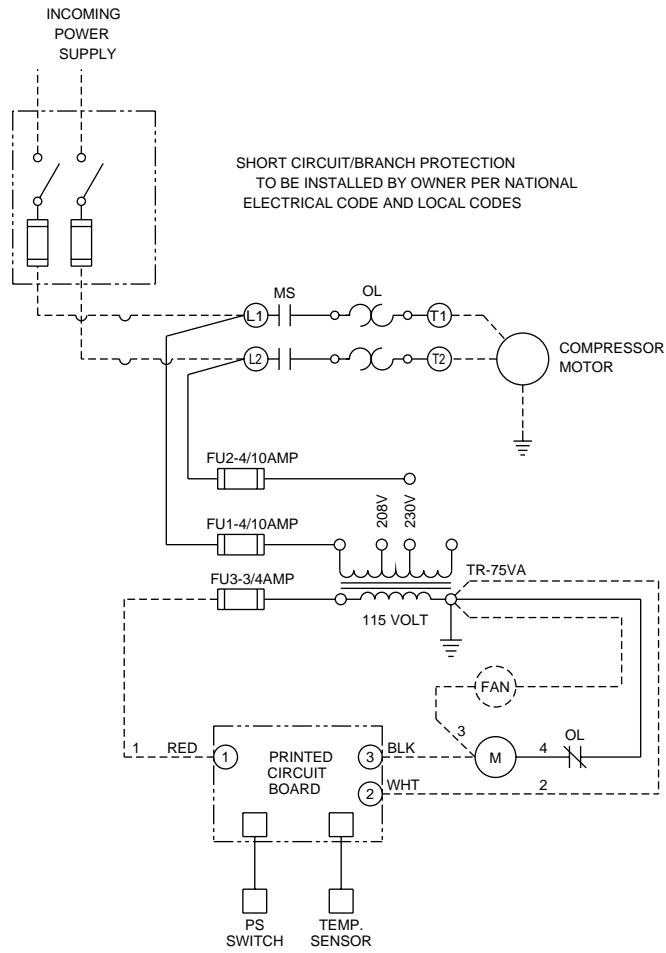 INCOMING
POWER
SUPPLY
SHORT CIRCUIT/BRANCH PROTECTION
TO BE INSTALLED BY OWNER PER NATIONAL
ELECTRICAL CODE AND LOCAL CODES
L1
MS
OL
T1
L2
T2
COMPRESSOR
MOTOR
FU2-4/10AMP
208V
230V
FU1-4/10AMP
TR-75VA
FU3-3/4AMP
115 VOLT
FAN
3
OL
1
RED
1
PRINTED
CIRCUIT
BOARD
3
BLK
M
4
2
WHT
2
PS
SWITCH
TEMP.
SENSOR